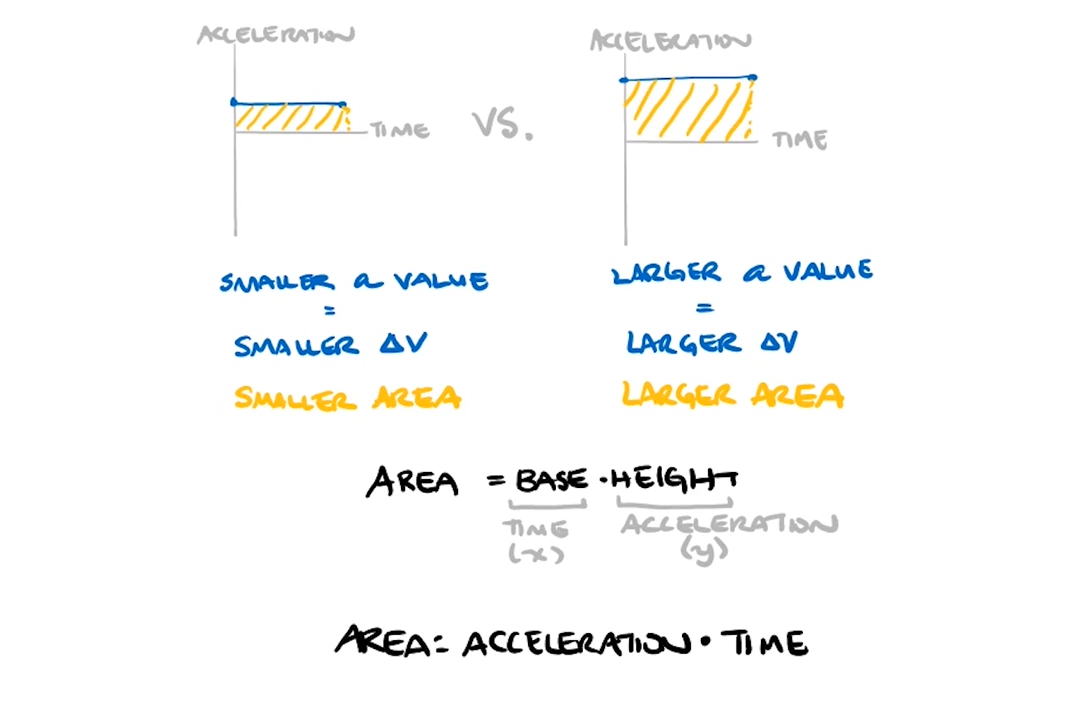 ACCELERATION
TIME
VS.
ACCELERATION
TIME
SMALLER a VALUE
=
SMALLER ΔV
SMALLER AREA
LARGER a VALUE
=
LARGER ΔV
LARGER AREA
AREA = BASE · HEIGHT
TIME
(x)
ACCELERATION
(y)
AREA = ACCELERATION · TIME